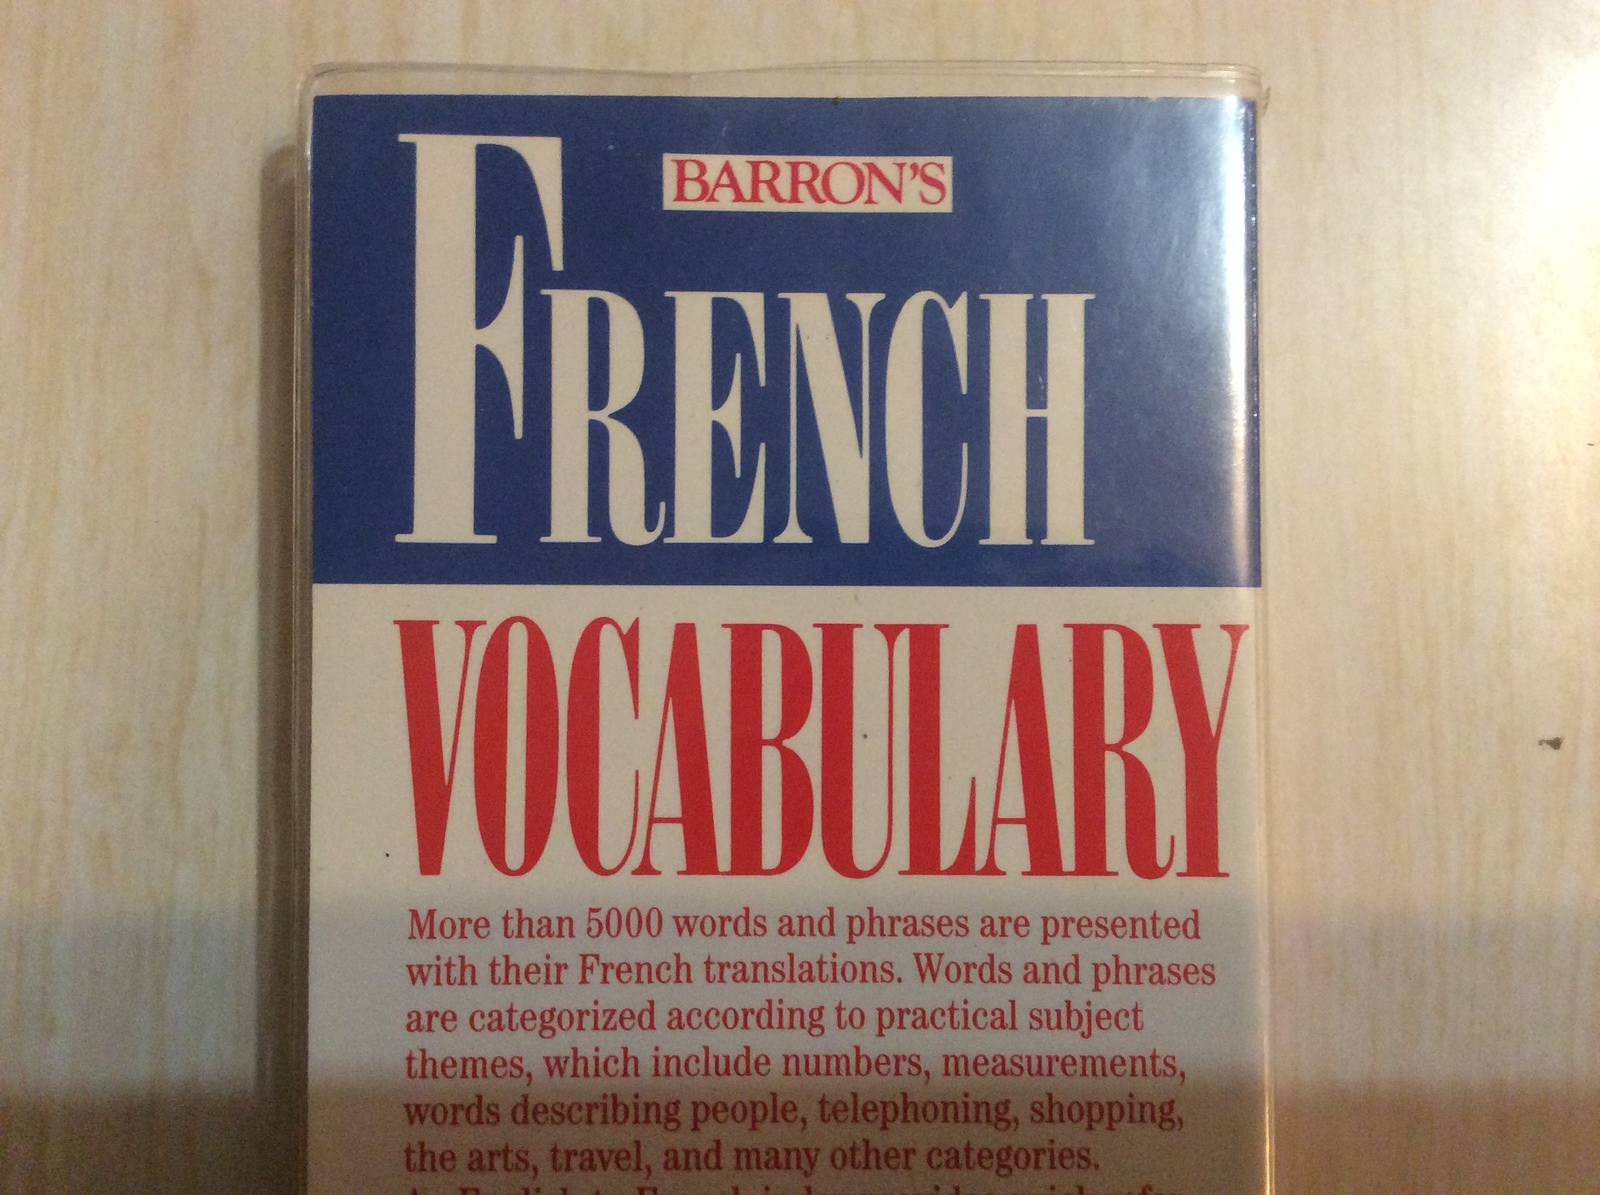 BARRON'S
FRENCH
VOCABULARY
More than 5000 words and phrases are presented
with their French translations. Words and phrases
are categorized according to practical subject
themes, which include numbers, measurements,
words describing people, telephoning, shopping,
the arts, travel, and many other categories.